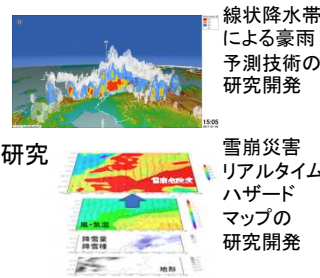 線状降水帯
による豪雨
予測技術の
研究開発
15:05
研究
雪崩災害
リアルタイム
ハザード
マップの
研究開発
雪崩危険度
風・気温
降雪量
降雪種
地形